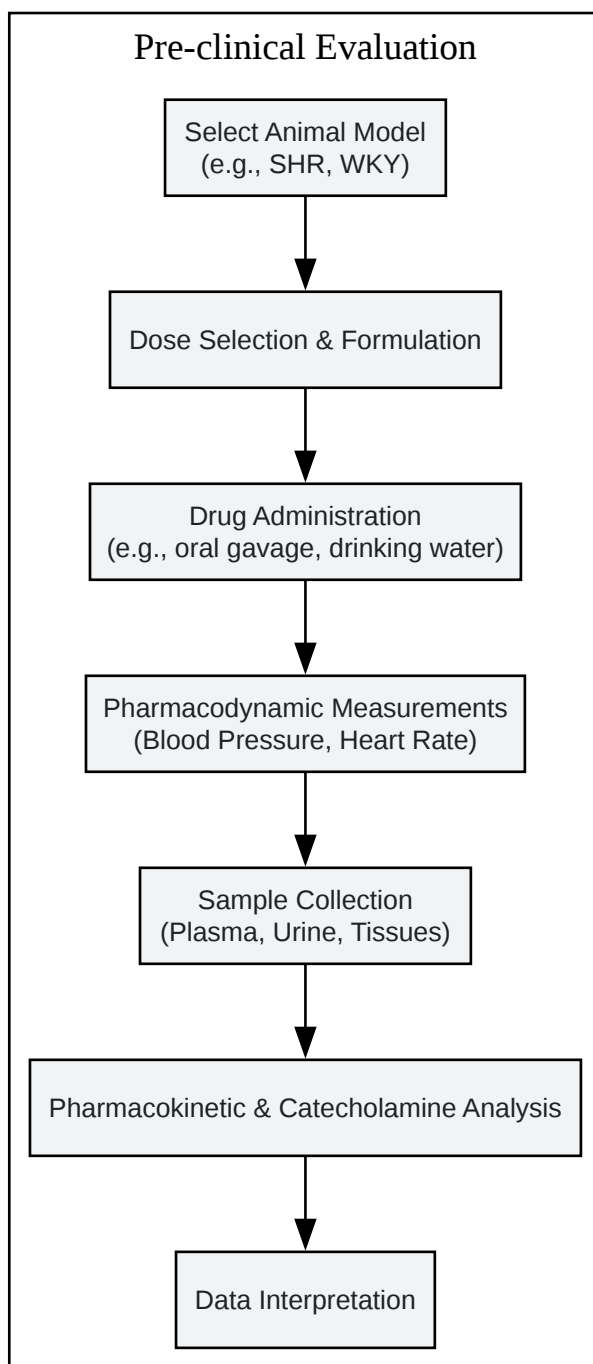 Pre-clinical Evaluation
Select Animal Model
(e.g., SHR, WKY)
Dose Selection & Formulation
Drug Administration
(e.g., oral gavage, drinking water)
Pharmacodynamic Measurements
(Blood Pressure, Heart Rate)
Sample Collection
(Plasma, Urine, Tissues)
Pharmacokinetic & Catecholamine Analysis
Data Interpretation